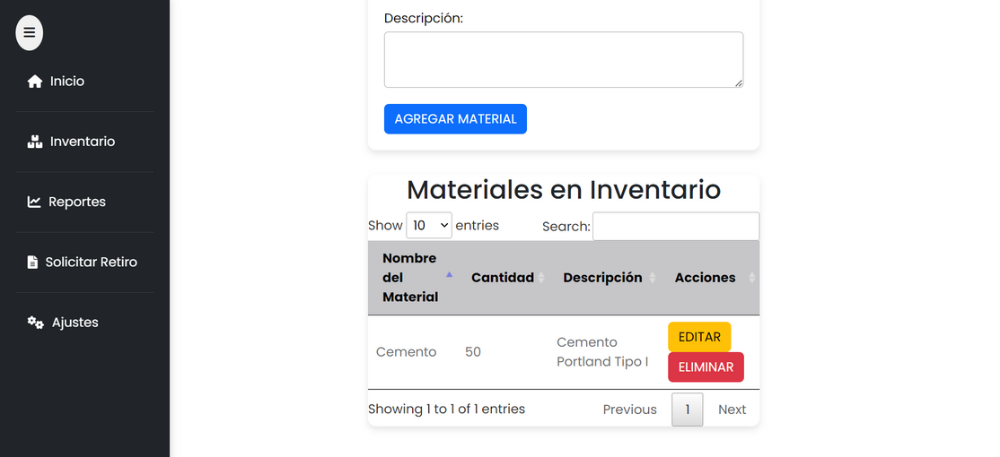 Inicio
Inventario
Reportes
Solicitar Retiro
Ajustes
Descripción:
AGREGAR MATERIAL
Materiales en Inventario
Show 10 entries
Search:
Nombre
del
Material
Cantidad
Descripción
Acciones
Cemento
50
Cemento
Portland Tipo I
EDITAR
ELIMINAR
Showing 1 to 1 of 1 entries
Previous 1 Next